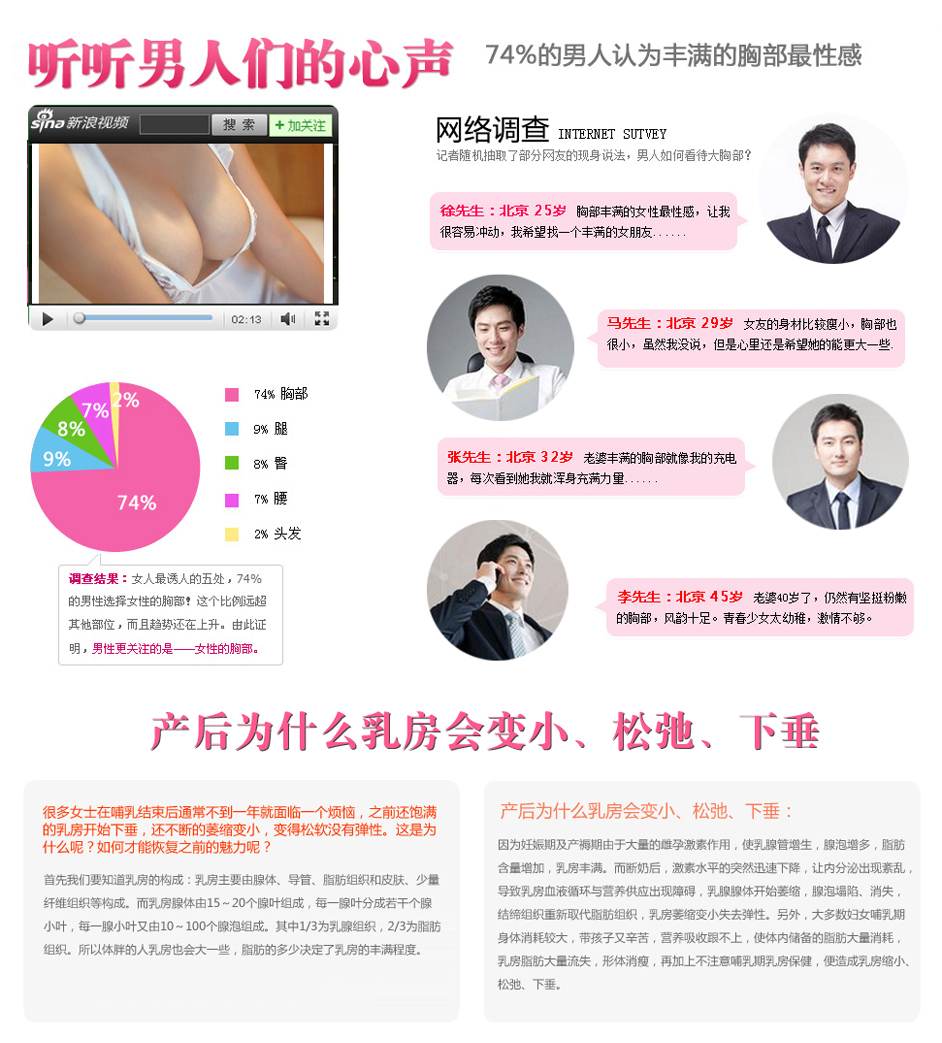 听听男人们的心声
74%的男人认为丰满的胸部最性感
sina 新浪视频
搜 索
+ 加关注
02:13
网络调查 INTERNET SUTVEY
记者随机抽取了部分网友的现身说法，男人如何看待大胸部？
徐先生：北京 25岁 胸部丰满的女性最性感，让我
很容易冲动，我希望找一个丰满的女朋友......
马先生：北京 29岁 女友的身材比较瘦小，胸部也
很小，虽然我没说，但是心里还是希望她的能更大一些.
张先生：北京 32岁 老婆丰满的胸部就像我的充电
器，每次看到她我就浑身充满力量......
李先生：北京 45岁 老婆40岁了，仍然有坚挺粉嫩
的胸部，风韵十足。青春少女太幼稚，激情不够。
2%
7%
8%
9%
74%
74% 胸部
9% 腿
8% 臀
7% 腰
2% 头发
调查结果：女人最诱人的五处，74%
的男性选择女性的胸部！这个比例远超
其他部位，而且趋势还在上升。由此证
明，男性更关注的是——女性的胸部。
产后为什么乳房会变小、松弛、下垂
很多女士在哺乳结束后通常不到一年就面临一个烦恼，之前还饱满
的乳房开始下垂，还不断的萎缩变小，变得松软没有弹性。这是为
什么呢？如何才能恢复之前的魅力呢？
首先我们要知道乳房的构成：乳房主要由腺体、导管、脂肪组织和皮肤、少量
纤维组织等构成。而乳房腺体由15～20个腺叶组成，每一腺叶分成若干个腺
小叶，每一腺小叶又由10～100个腺泡组成。其中1/3为乳腺组织，2/3为脂肪
组织。所以体胖的人乳房也会大一些，脂肪的多少决定了乳房的丰满程度。
产后为什么乳房会变小、松弛、下垂：
因为妊娠期及产褥期由于大量的雌孕激素作用，使乳腺管增生，腺泡增多，脂肪
含量增加，乳房丰满。而断奶后，激素水平的突然迅速下降，让内分泌出现紊乱，
导致乳房血液循环与营养供应出现障碍，乳腺腺体开始萎缩，腺泡塌陷、消失，
结缔组织重新取代脂肪组织，乳房萎缩变小失去弹性。另外，大多数妇女哺乳期
身体消耗较大，带孩子又辛苦，营养吸收跟不上，使体内储备的脂肪大量消耗，
乳房脂肪大量流失，形体消瘦，再加上不注意哺乳期乳房保健，便造成乳房缩小、
松弛、下垂。